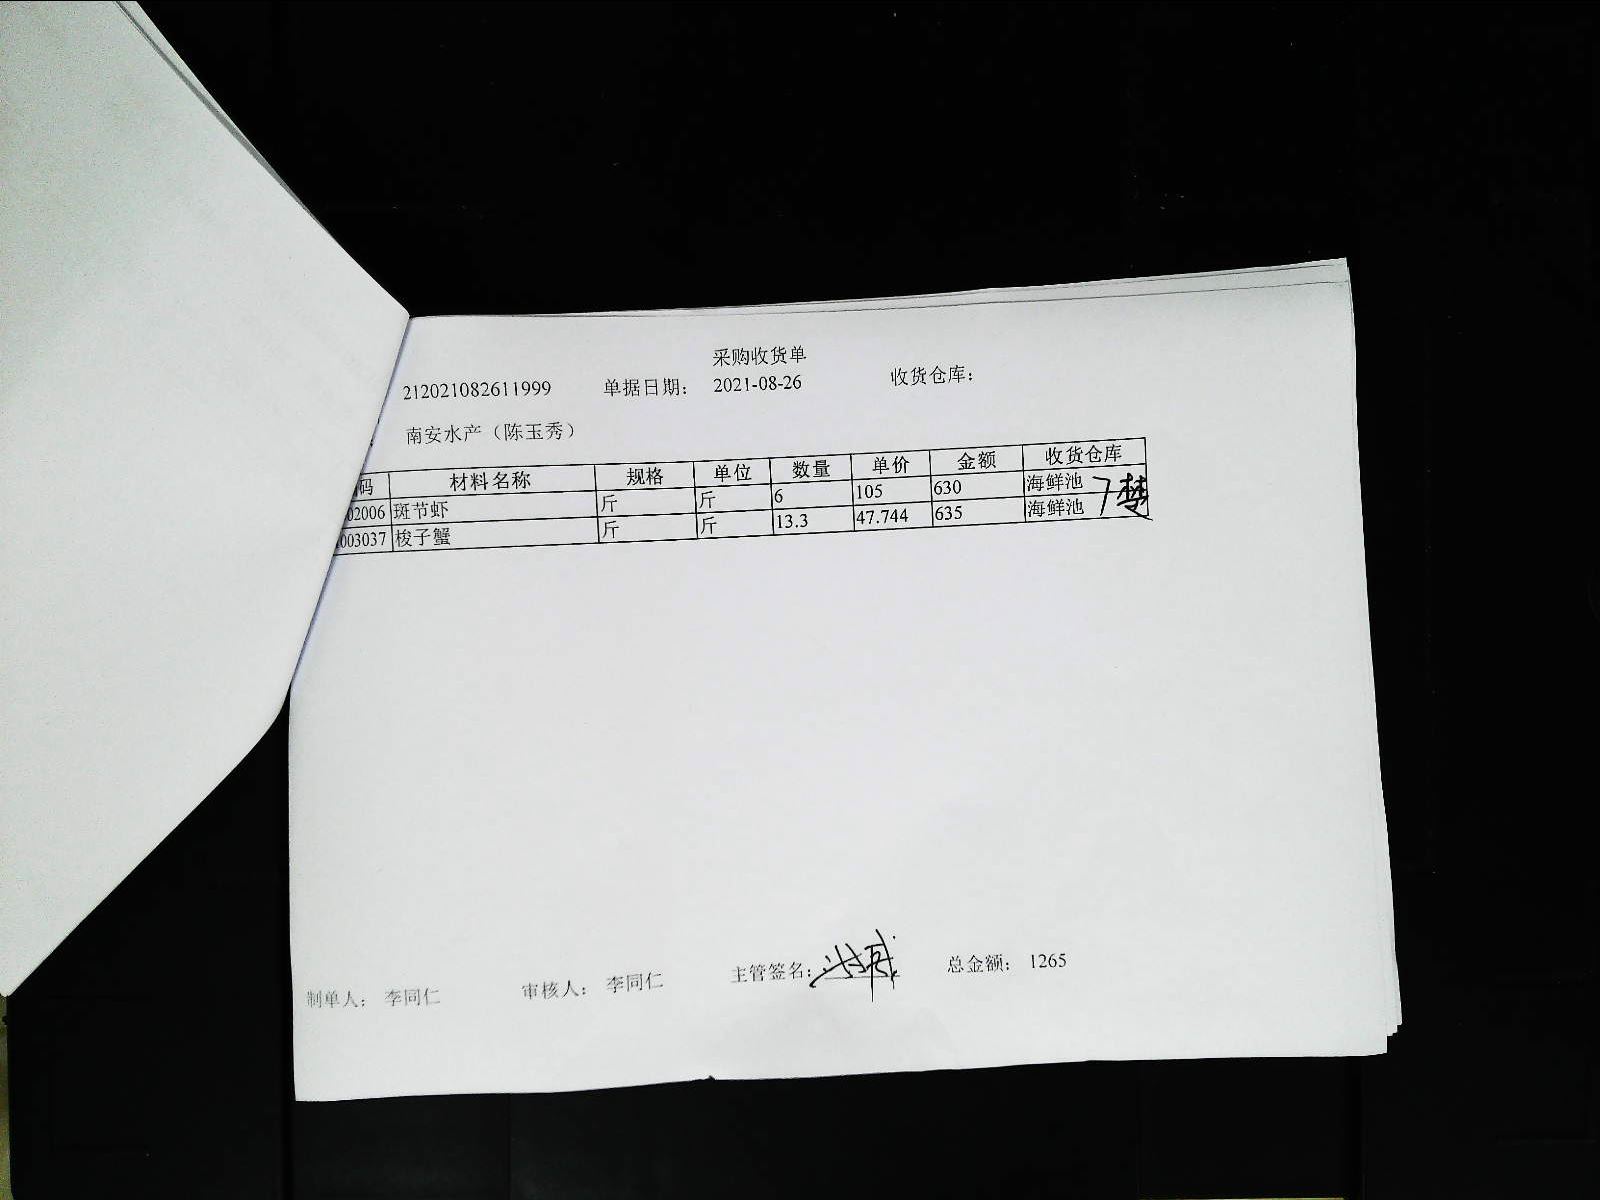 采购收货单
212021082611999 单据日期： 2021-08-26 收货仓库：
南安水产（陈玉秀）
码 材料名称 规格 单位 数量 单价 金额 收货仓库
02006 斑节虾 斤 斤 6 105 630 海鲜池
003037 梭子蟹 斤 斤 13.3 47.744 635 海鲜池
制单人： 李同仁 审核人： 李同仁 主管签名： 总金额： 1265